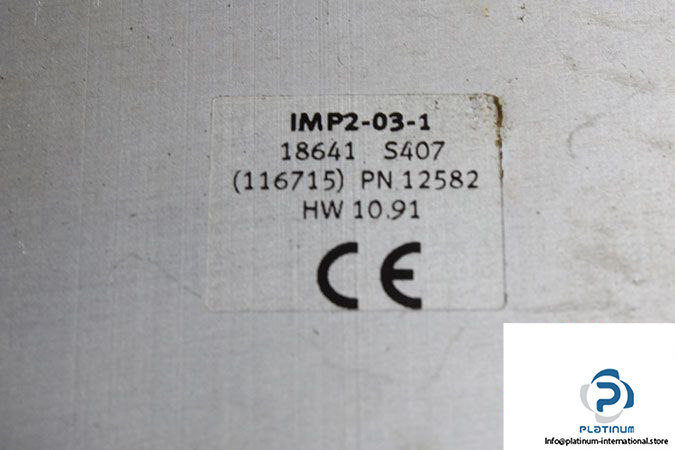 IMP2-03-1
18641 S407
(116715) PN 12582
HW 10.91
CE
PLATINUM
Info@platinum-international.store